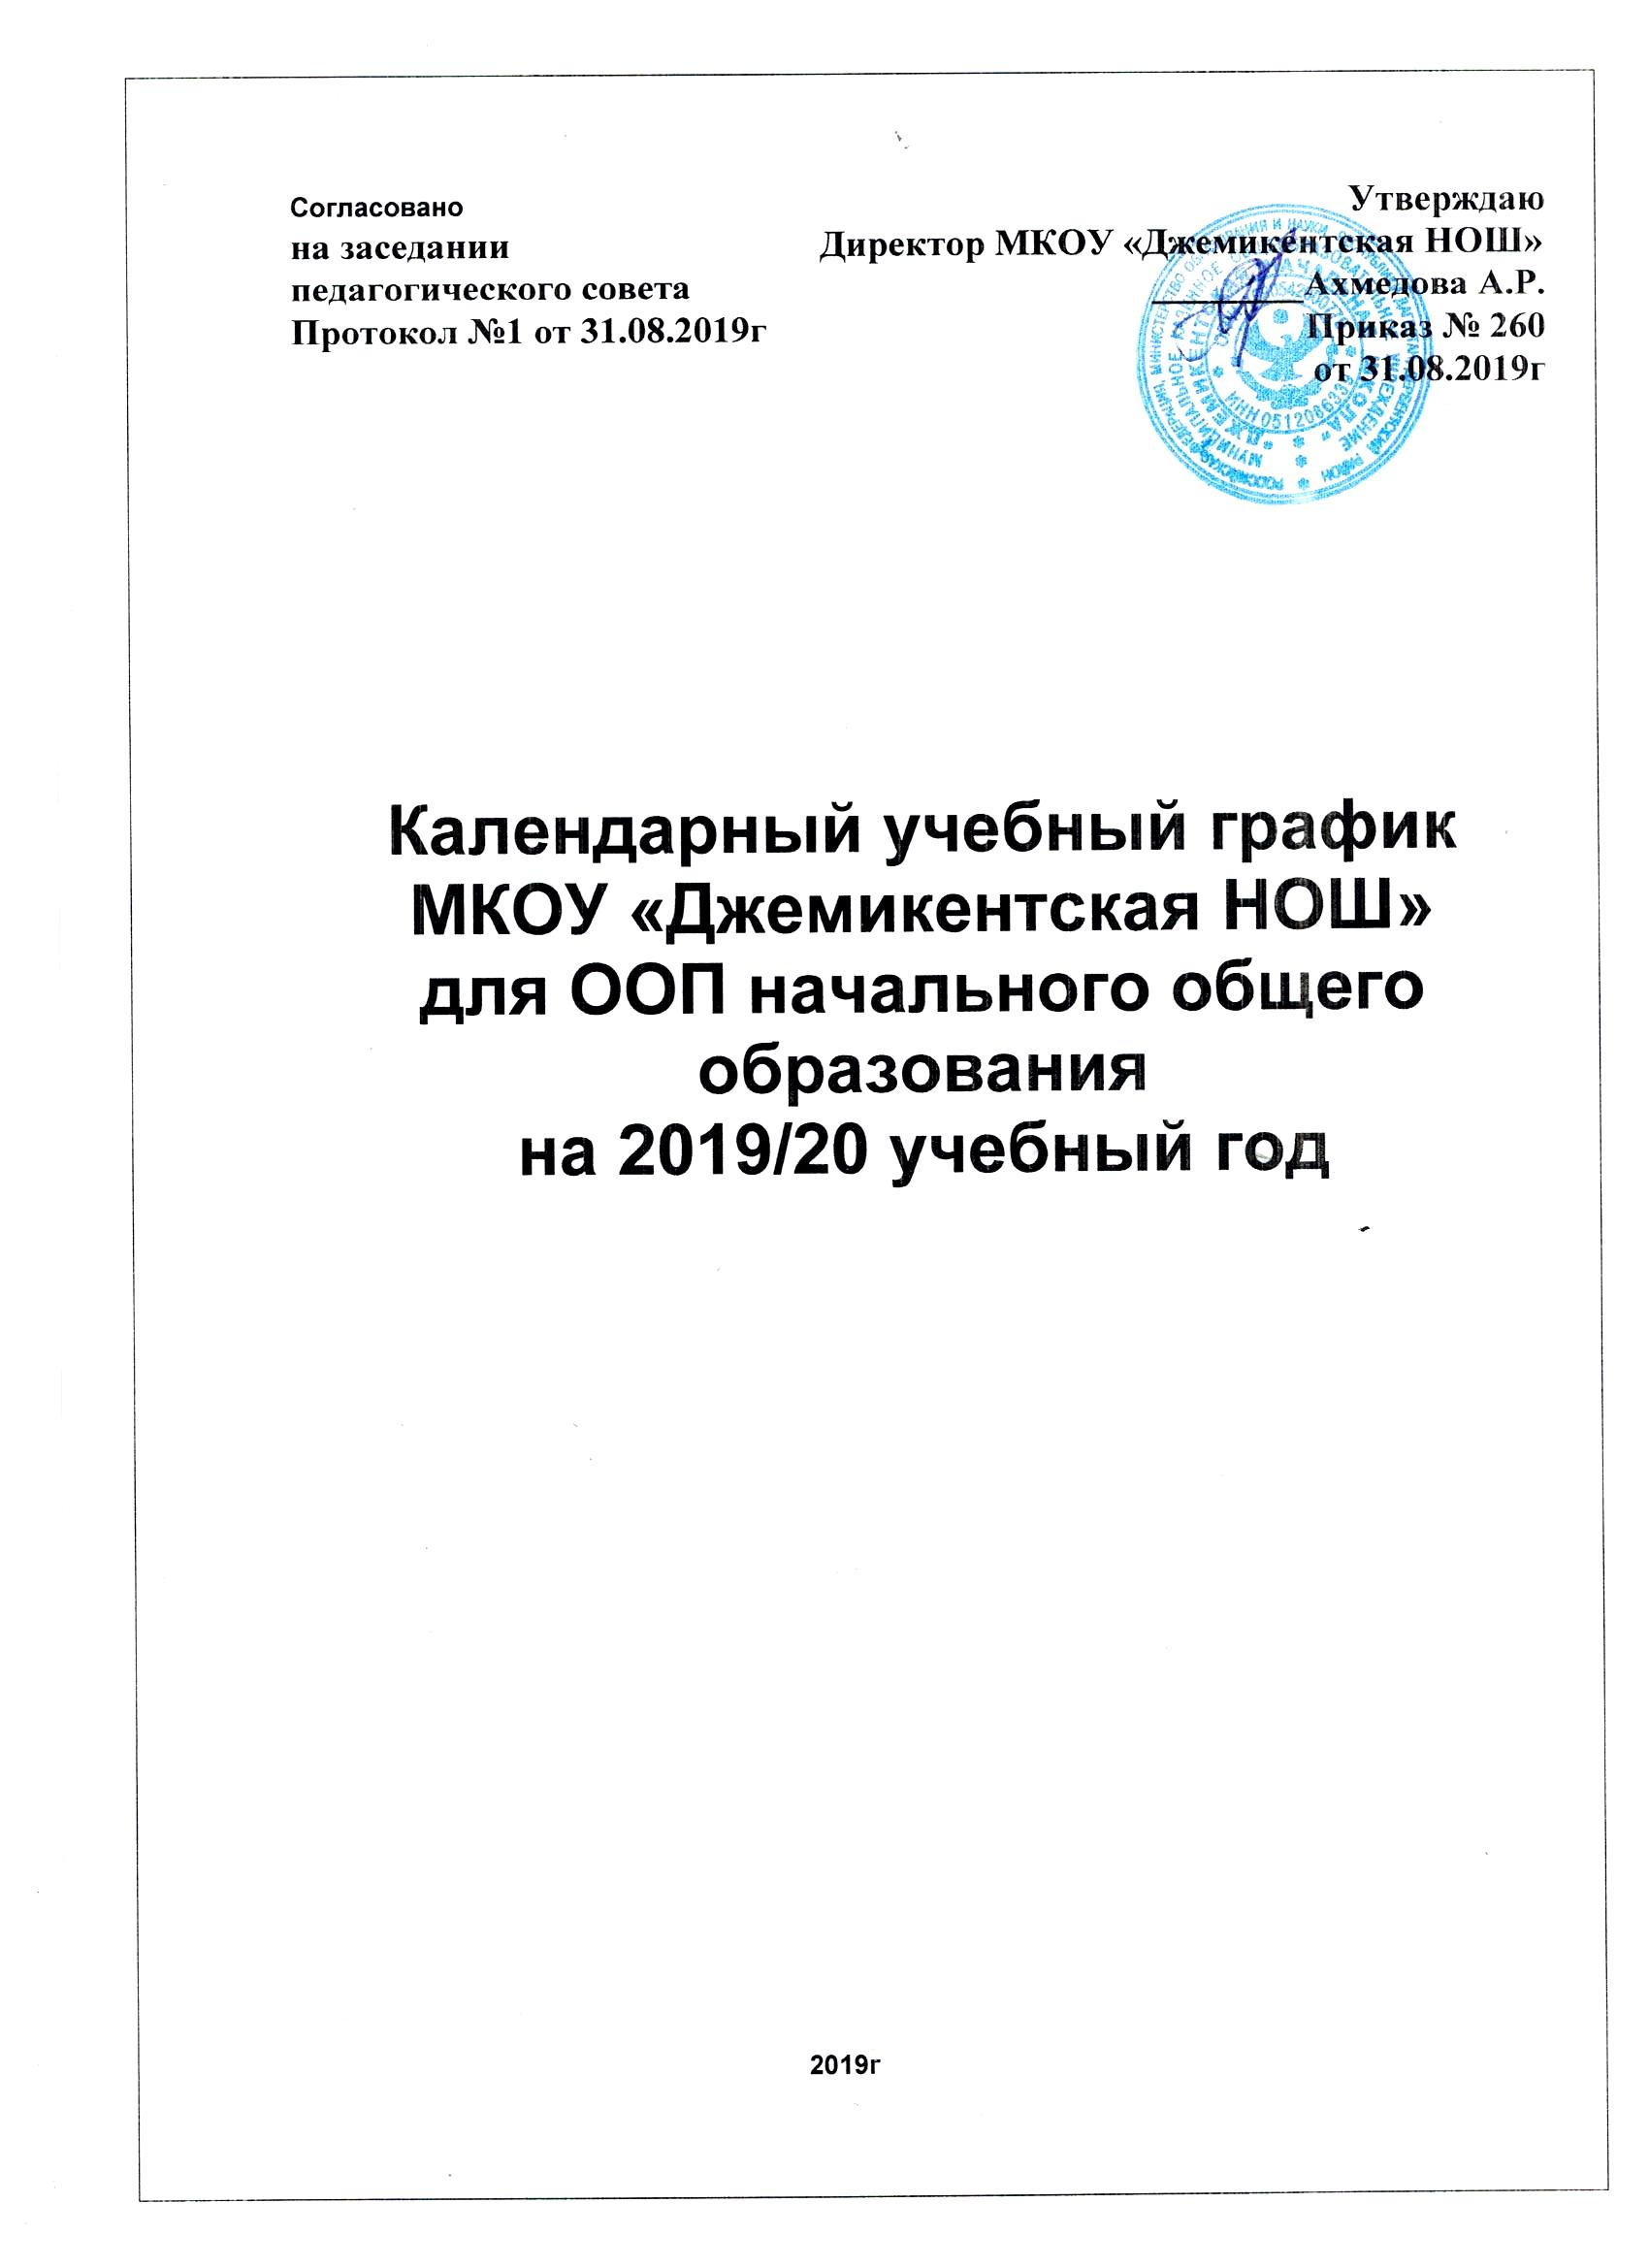 Согласовано
на заседании
педагогического совета
Протокол №1 от 31.08.2019г
Утверждаю
Директор МКОУ «Джемикентская НОШ»
Ахмедова А.Р.
Приказ № 260
от 31.08.2019г
Календарный учебный график
МКОУ «Джемикентская НОШ»
для ООП начального общего
образования
на 2019/20 учебный год
2019г